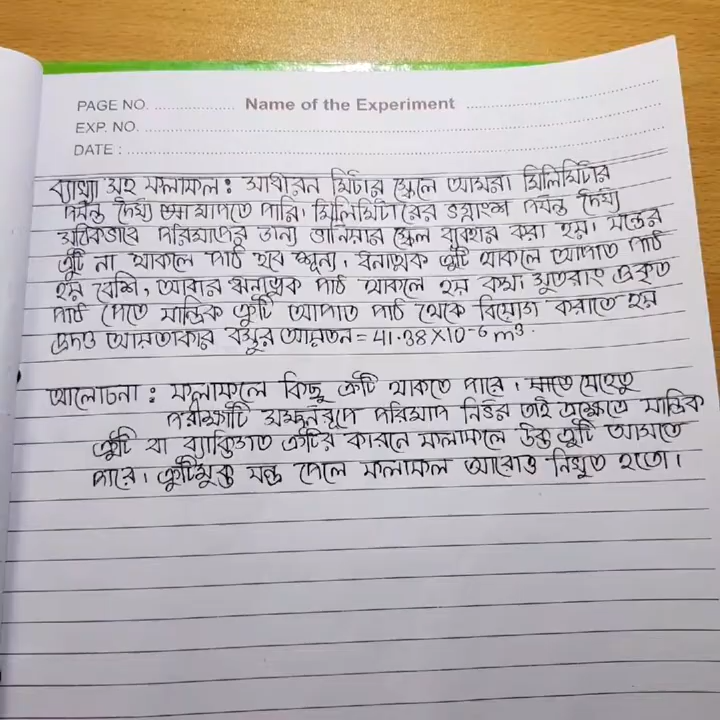 PAGE NO. .................. Name of the Experiment ..................
EXP. NO. ..................
DATE : ..................
ব্যাখ্যা সহ ফলাফল : সাধারন মিটার স্কেলে আমরা মিলিমিটার
পর্যন্ত দৈর্ঘ্য মাপতে পারি। মিলিমিটারের ভগ্নাংশ পর্যন্ত দৈর্ঘ্য
সঠিকভাবে পরিমাপের জন্য ভার্নিয়ার স্কেল ব্যবহার করা হয়। যন্ত্রের
ত্রুটি না থাকলে পাঠ হবে শূন্য, ধনাত্মক ত্রুটি থাকলে আপাত পাঠ
হয় বেশি, আবার ঋনাত্মক পাঠ থাকলে হয় কম। সুতরাং প্রকৃত
পাঠ পেতে যান্ত্রিক ত্রুটি আপাত পাঠ থেকে বিয়োগ করাতে হয়
প্রদত্ত আয়তাকার বস্তুর আয়তন = 41.38×10⁻⁶ m³.
আলোচনা : ফলাফলে কিছু ত্রুটি থাকতে পারে। যাতে যেহেতু
পরীক্ষাটি সম্পূর্নরূপে পরিমাপ নির্ভর তাই এক্ষেত্রে যান্ত্রিক
ত্রুটি বা ব্যাক্তিগত ত্রুটির কারনে ফলাফলে উক্ত ত্রুটি আসতে
পারে। ত্রুটিমুক্ত যন্ত্র পেলে ফলাফল আরোও নিখুত হতো।